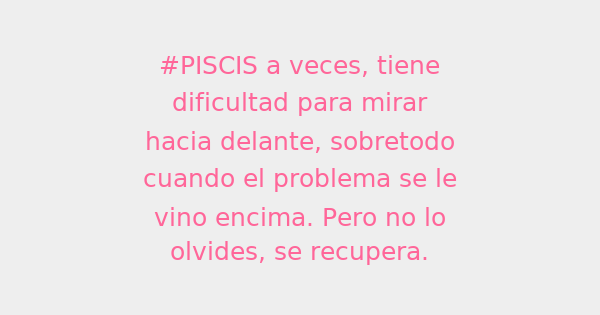 #PISCIS a veces, tiene
dificultad para mirar
hacia delante, sobretodo
cuando el problema se le
vino encima. Pero no lo
olvides, se recupera.